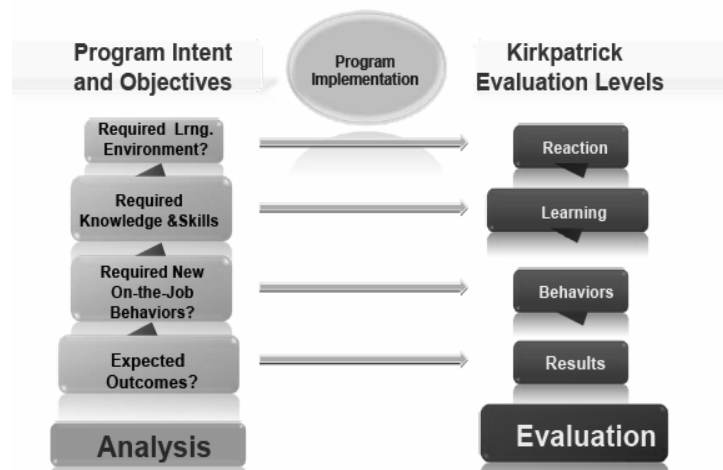 Program Intent
and Objectives
Program
Implementation
Kirkpatrick
Evaluation Levels
Required Lrng.
Environment?
Reaction
Required
Knowledge &Skills
Learning
Required New
On-the-Job
Behaviors?
Behaviors
Expected
Outcomes?
Results
Analysis
Evaluation